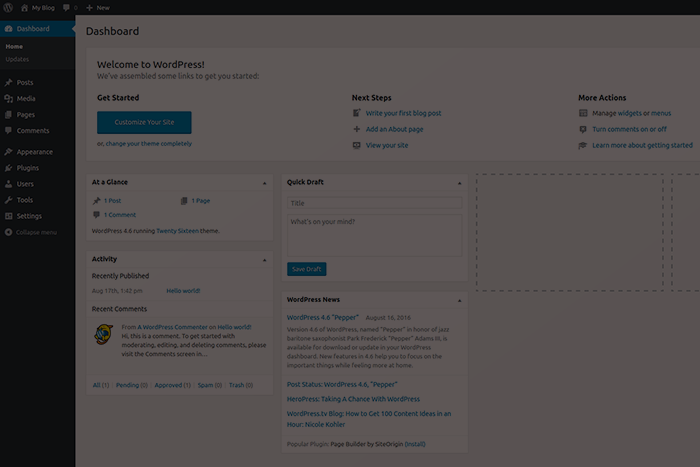 My Blog 0 New
Dashboard
Home
Updates
Posts
Media
Pages
Comments
Appearance
Plugins
Users
Tools
Settings
Collapse menu
Dashboard
Welcome to WordPress!
We've assembled some links to get you started:
Get Started
Customize Your Site
or, change your theme completely
Next Steps
Write your first blog post
Add an About page
View your site
More Actions
Manage widgets or menus
Turn comments on or off
Learn more about getting started
At a Glance
1 Post 1 Page
1 Comment
WordPress 4.6 running Twenty Sixteen theme.
Activity
Recently Published
Aug 17th, 1:42 pm Hello world!
Recent Comments
From A WordPress Commenter on Hello world!
Hi, this is a comment. To get started with
moderating, editing, and deleting comments, please
visit the Comments screen in…
All (1) | Pending (0) | Approved (1) | Spam (0) | Trash (0)
Quick Draft
Title
What's on your mind?
Save Draft
WordPress News
WordPress 4.6 "Pepper" August 16, 2016
Version 4.6 of WordPress, named "Pepper" in honor of jazz
baritone saxophonist Park Frederick "Pepper" Adams III, is
available for download or update in your WordPress
dashboard. New features in 4.6 help you to focus on the
important things while feeling more at home.
Post Status: WordPress 4.6, "Pepper"
HeroPress: Taking A Chance With WordPress
WordPress.tv Blog: How to Get 100 Content Ideas in an
Hour: Nicole Kohler
Popular Plugin: Page Builder by SiteOrigin (Install)